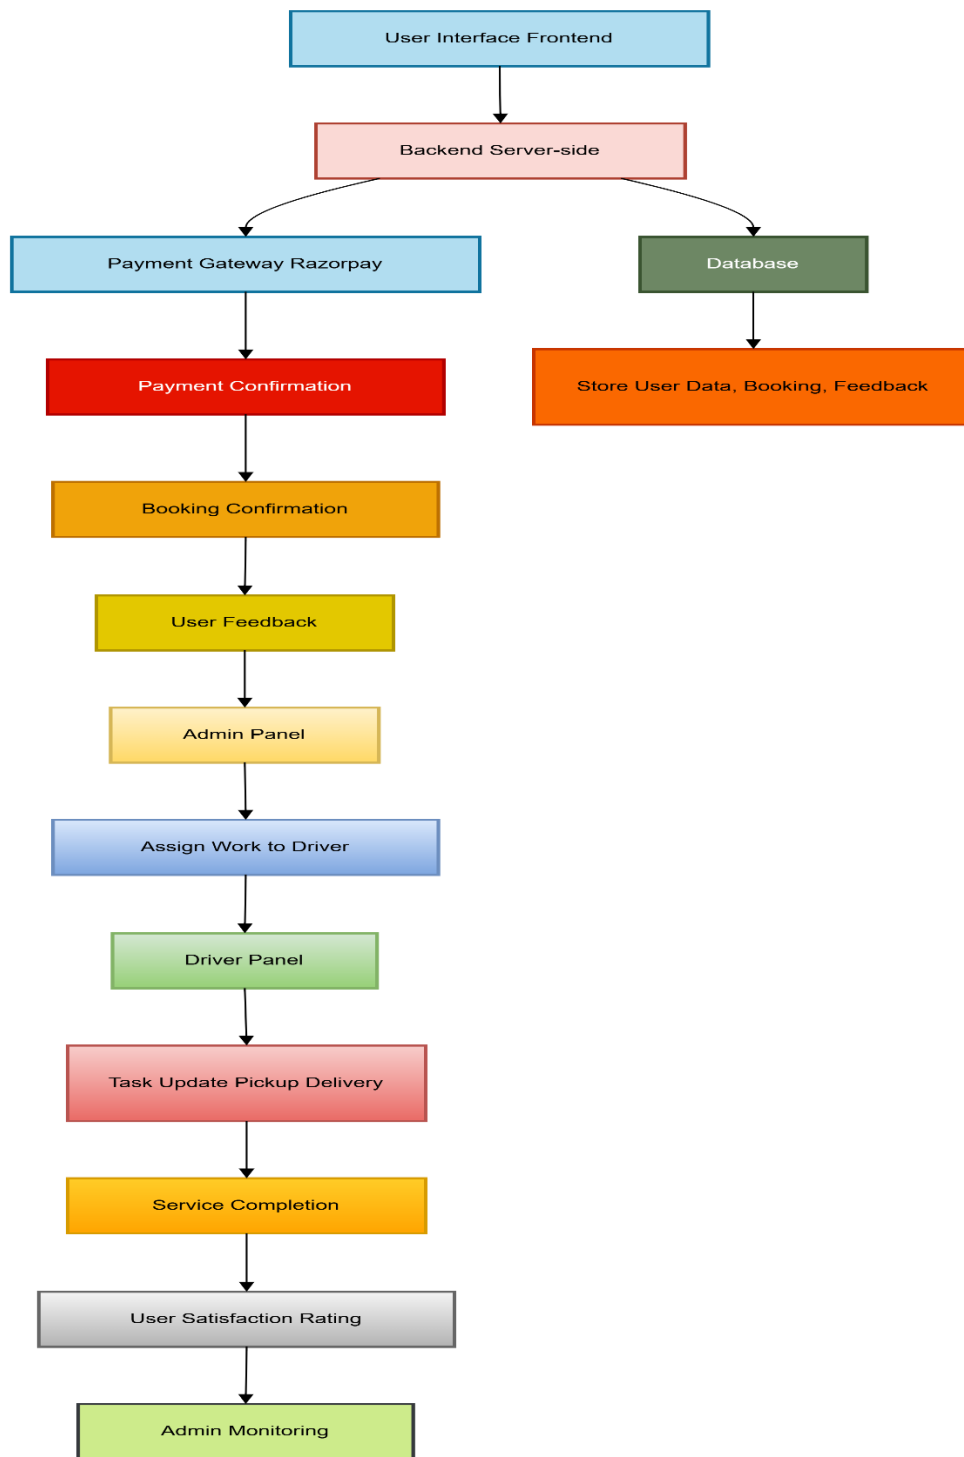 User Interface Frontend
Backend Server-side
Payment Gateway Razorpay
Database
Payment Confirmation
Store User Data, Booking, Feedback
Booking Confirmation
User Feedback
Admin Panel
Assign Work to Driver
Driver Panel
Task Update Pickup Delivery
Service Completion
User Satisfaction Rating
Admin Monitoring